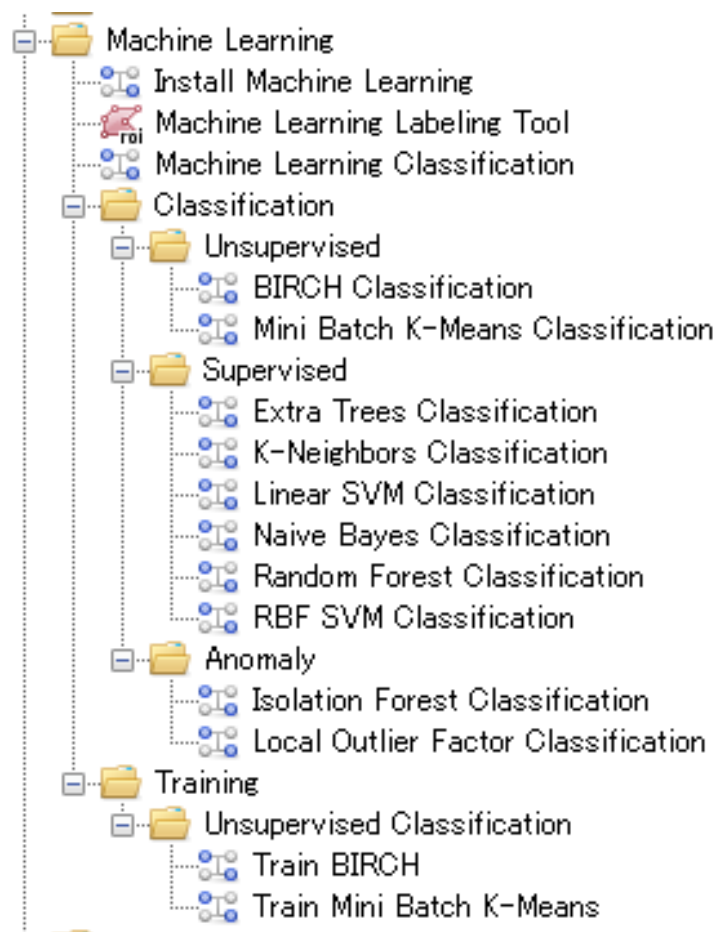 Machine Learning
Install Machine Learning
roi
Machine Learning Labeling Tool
Machine Learning Classification
Classification
Unsupervised
BIRCH Classification
Mini Batch K-Means Classification
Supervised
Extra Trees Classification
K-Neighbors Classification
Linear SVM Classification
Naive Bayes Classification
Random Forest Classification
RBF SVM Classification
Anomaly
Isolation Forest Classification
Local Outlier Factor Classification
Training
Unsupervised Classification
Train BIRCH
Train Mini Batch K-Means